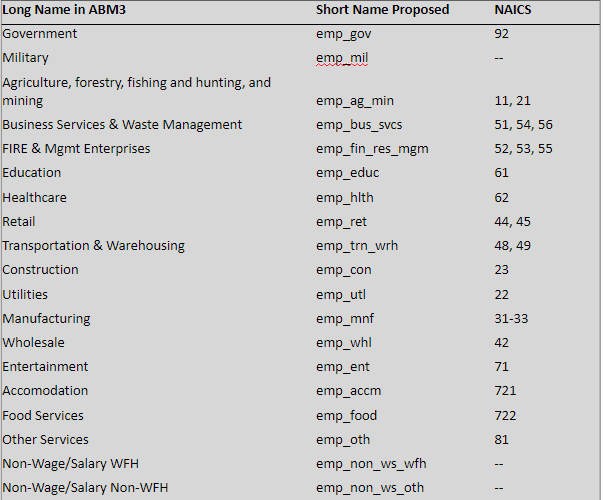 Long Name in ABM3 Short Name Proposed NAICS
Government emp_gov 92
Military emp_mil --
Agriculture, forestry, fishing and hunting, and
mining emp_ag_min 11, 21
Business Services & Waste Management emp_bus_svcs 51, 54, 56
FIRE & Mgmt Enterprises emp_fin_res_mgm 52, 53, 55
Education emp_educ 61
Healthcare emp_hlth 62
Retail emp_ret 44, 45
Transportation & Warehousing emp_trn_wrh 48, 49
Construction emp_con 23
Utilities emp_utl 22
Manufacturing emp_mnf 31-33
Wholesale emp_whl 42
Entertainment emp_ent 71
Accomodation emp_accm 721
Food Services emp_food 722
Other Services emp_oth 81
Non-Wage/Salary WFH emp_non_ws_wfh --
Non-Wage/Salary Non-WFH emp_non_ws_oth --